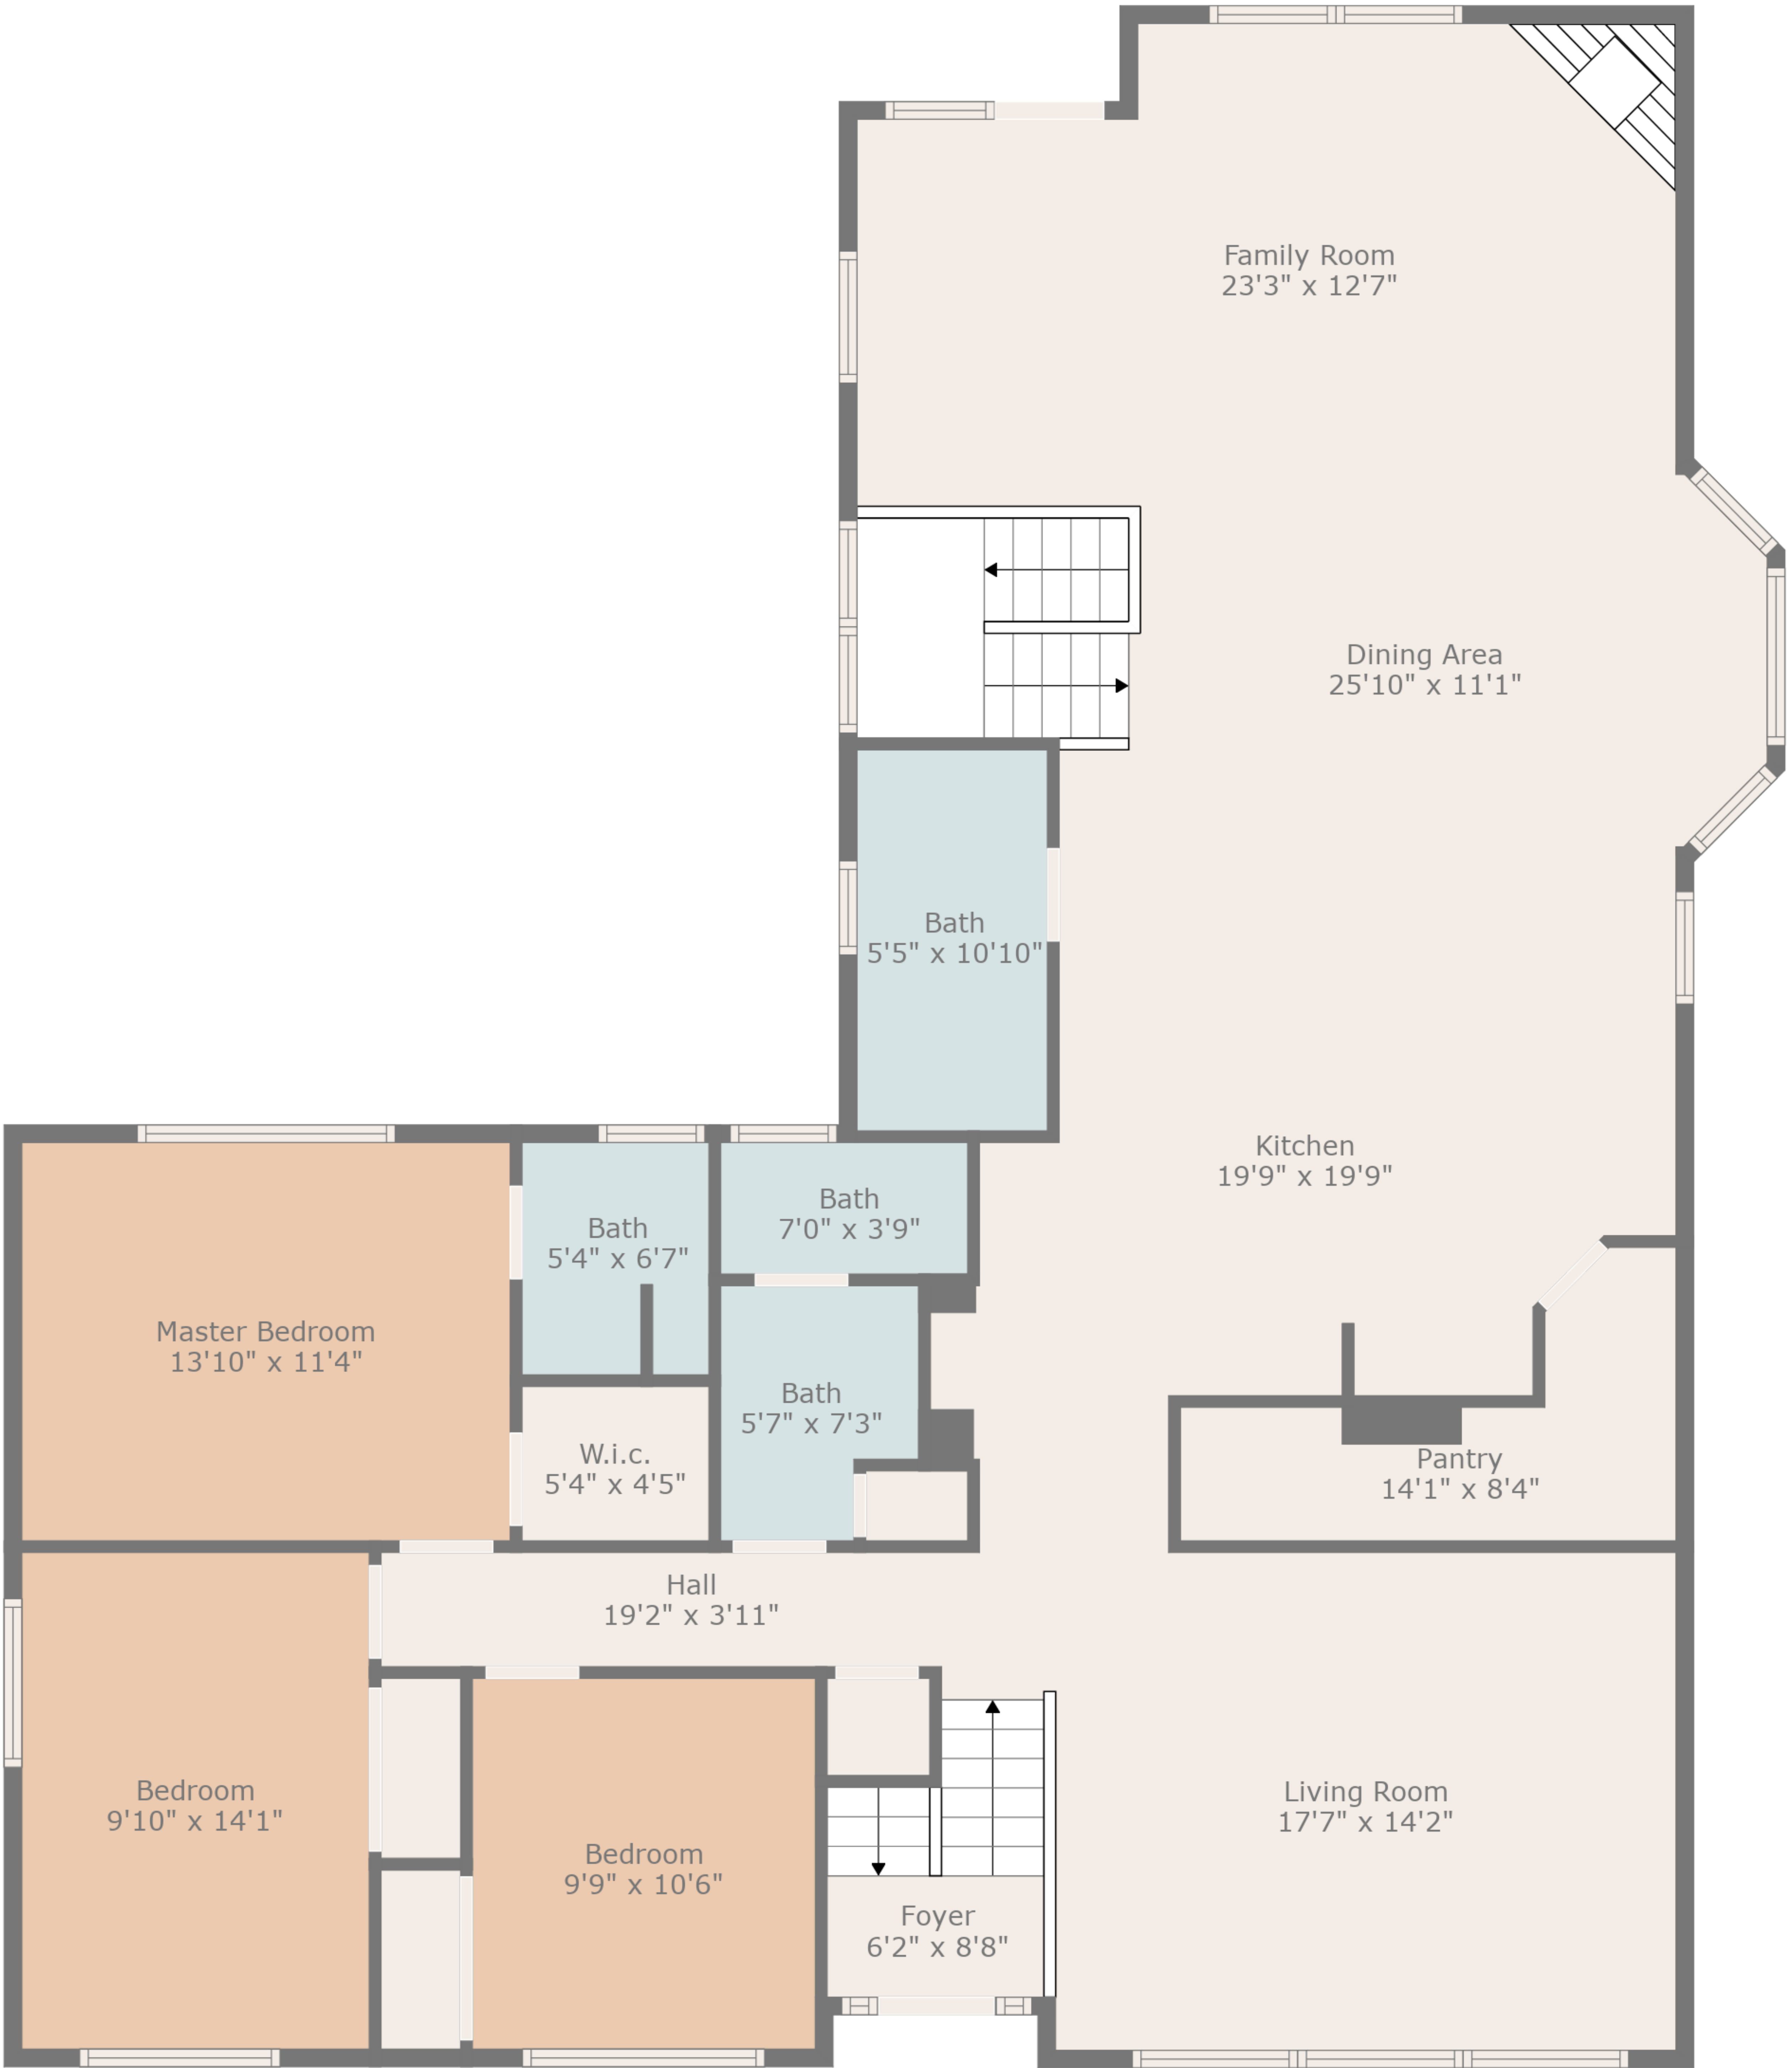 Family Room
23'3" x 12'7"
Dining Area
25'10" x 11'1"
Bath
5'5" x 10'10"
Kitchen
19'9" x 19'9"
Bath
7'0" x 3'9"
Bath
5'4" x 6'7"
Master Bedroom
13'10" x 11'4"
Bath
5'7" x 7'3"
W.i.c.
5'4" x 4'5"
Pantry
14'1" x 8'4"
Hall
19'2" x 3'11"
Bedroom
9'10" x 14'1"
Living Room
17'7" x 14'2"
Bedroom
9'9" x 10'6"
Foyer
6'2" x 8'8"